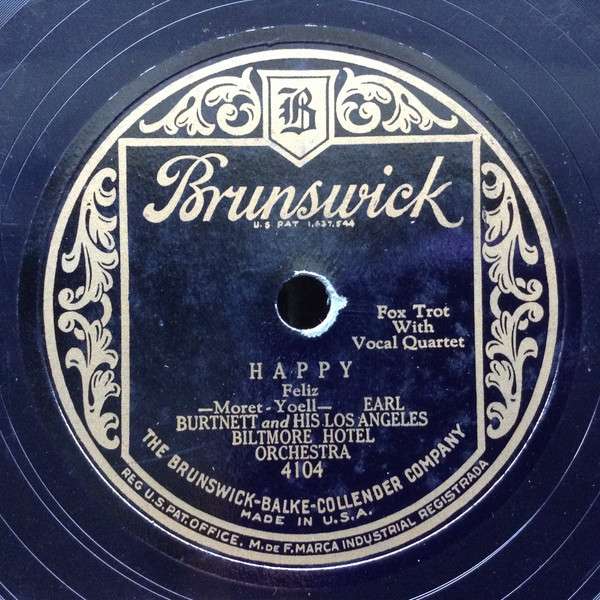 B
Brunswick
U.S. PAT 1,637,544
Fox Trot
With
Vocal Quartet
HAPPY
Feliz
—Moret-Yoell— EARL
BURTNETT and HIS LOS ANGELES
BILTMORE HOTEL
ORCHESTRA
4104
THE BRUNSWICK-BALKE-COLLENDER COMPANY
MADE IN U.S.A.
REG U.S. PAT. OFFICE. M. DE F. MARCA INDUSTRIAL REGISTRADA